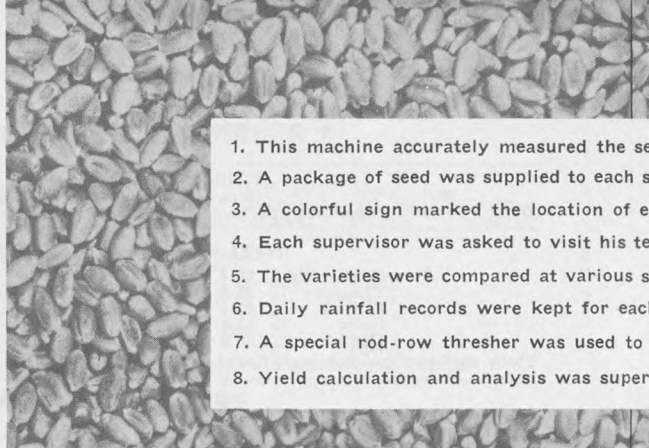 1. This machine accurately measured the se
2. A package of seed was supplied to each s
3. A colorful sign marked the location of e
4. Each supervisor was asked to visit his te
5. The varieties were compared at various s
6. Daily rainfall records were kept for each
7. A special rod-row thresher was used to
8. Yield calculation and analysis was super